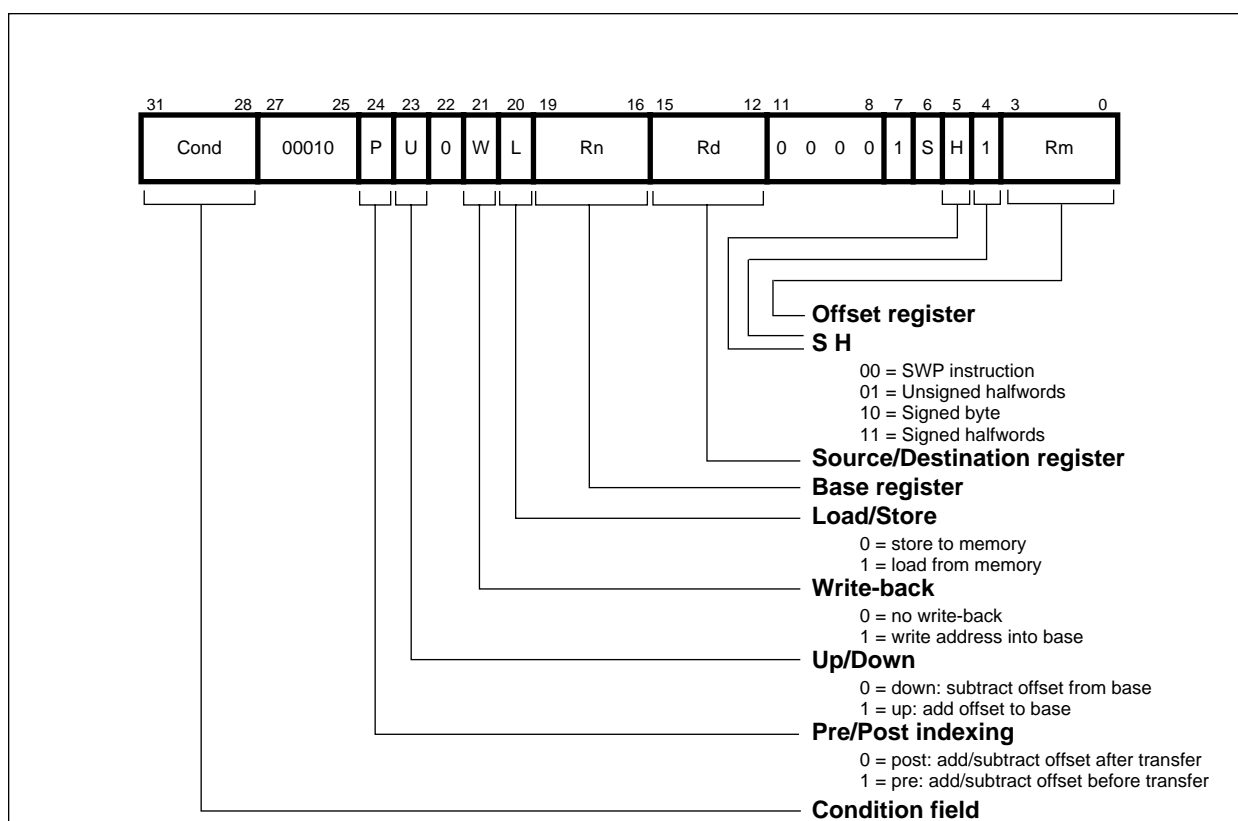 31 28 27 25 24 23 22 21 20 19 16 15 12 11 8 7 6 5 4 3 0
Cond 00010 P U 0 W L Rn Rd 0 0 0 0 1 S H 1 Rm
Offset register
S H
00 = SWP instruction
01 = Unsigned halfwords
10 = Signed byte
11 = Signed halfwords
Source/Destination register
Base register
Load/Store
0 = store to memory
1 = load from memory
Write-back
0 = no write-back
1 = write address into base
Up/Down
0 = down: subtract offset from base
1 = up: add offset to base
Pre/Post indexing
0 = post: add/subtract offset after transfer
1 = pre: add/subtract offset before transfer
Condition field